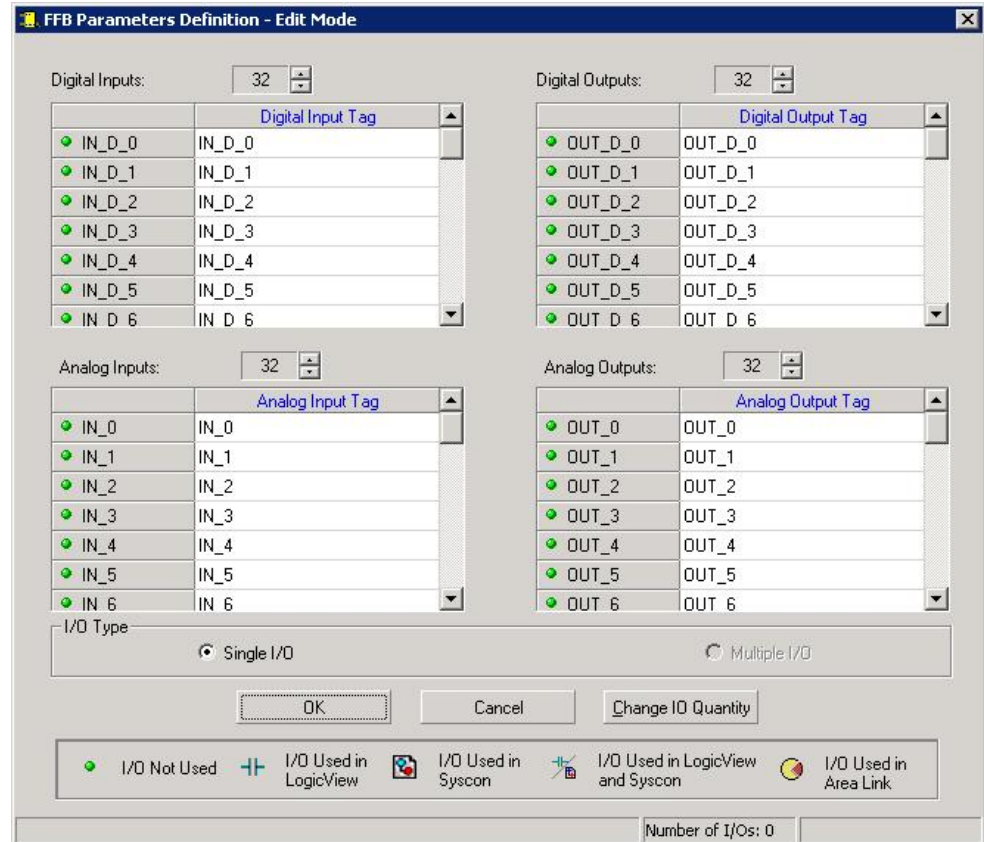 FFB Parameters Definition - Edit Mode
Digital Inputs: 32 Digital Outputs: 32
Digital Input Tag Digital Output Tag
IN_D_0 IN_D_0 OUT_D_0 OUT_D_0
IN_D_1 IN_D_1 OUT_D_1 OUT_D_1
IN_D_2 IN_D_2 OUT_D_2 OUT_D_2
IN_D_3 IN_D_3 OUT_D_3 OUT_D_3
IN_D_4 IN_D_4 OUT_D_4 OUT_D_4
IN_D_5 IN_D_5 OUT_D_5 OUT_D_5
IN_D_6 IN_D_6 OUT_D_6 OUT_D_6
Analog Inputs: 32 Analog Outputs: 32
Analog Input Tag Analog Output Tag
IN_0 IN_0 OUT_0 OUT_0
IN_1 IN_1 OUT_1 OUT_1
IN_2 IN_2 OUT_2 OUT_2
IN_3 IN_3 OUT_3 OUT_3
IN_4 IN_4 OUT_4 OUT_4
IN_5 IN_5 OUT_5 OUT_5
IN_6 IN_6 OUT_6 OUT_6
I/O Type
Single I/O Multiple I/O
OK Cancel Change IO Quantity
I/O Not Used
I/O Used in
LogicView
I/O Used in
Syscon
I/O Used in LogicView
and Syscon
I/O Used in
Area Link
Number of I/Os: 0